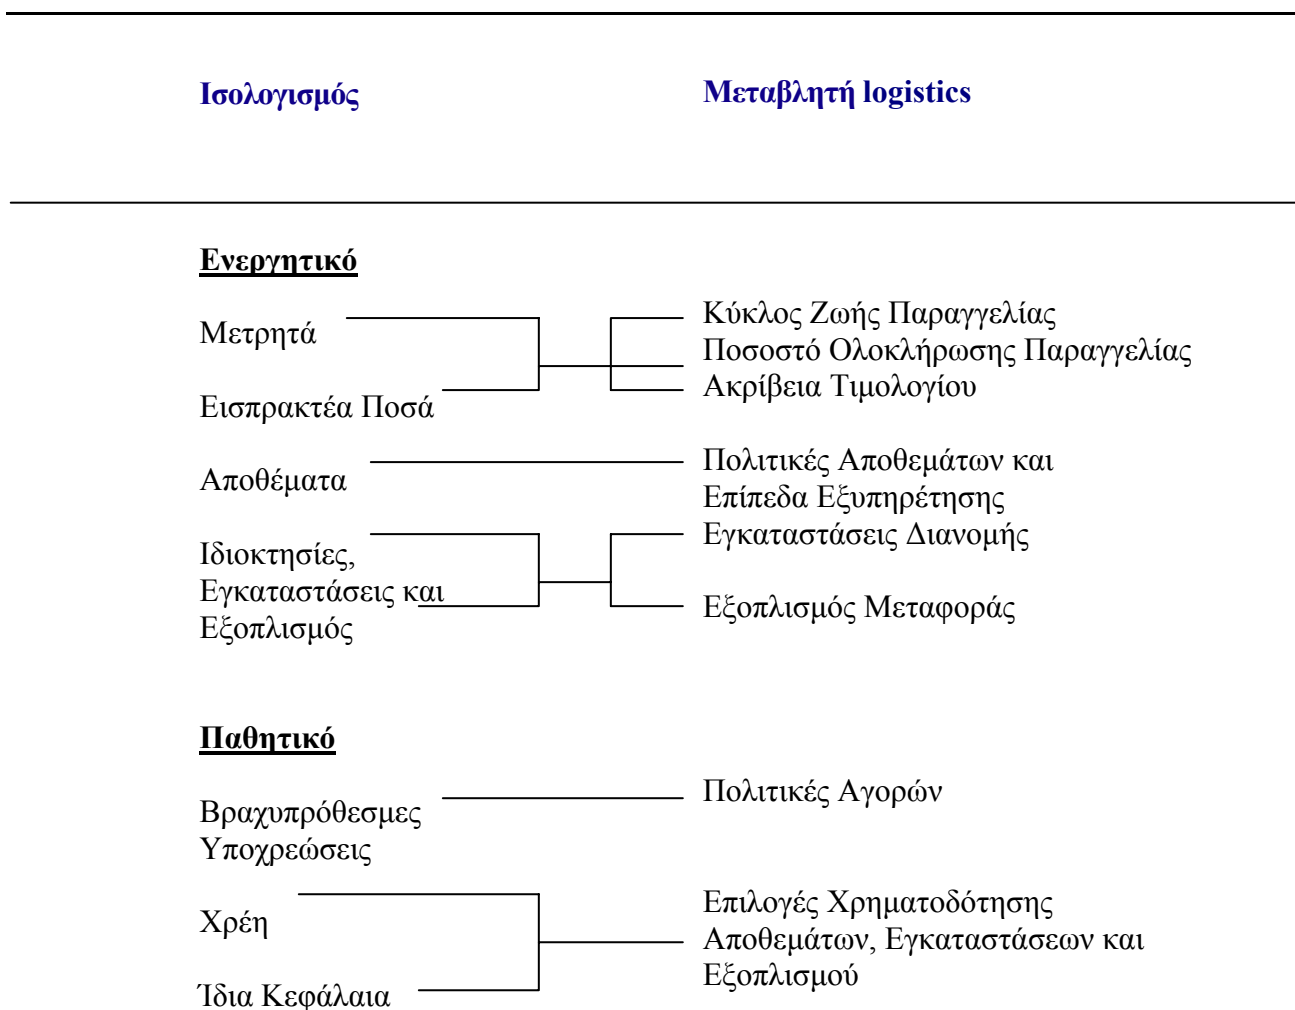 Ισολογισμός Μεταβλητή logistics
Ενεργητικό
Μετρητά
Κύκλος Ζωής Παραγγελίας
Ποσοστό Ολοκλήρωσης Παραγγελίας
Ακρίβεια Τιμολογίου
Εισπρακτέα Ποσά
Αποθέματα
Πολιτικές Αποθεμάτων και
Επίπεδα Εξυπηρέτησης
Ιδιοκτησίες,
Εγκαταστάσεις και
Εξοπλισμός
Εγκαταστάσεις Διανομής
Εξοπλισμός Μεταφοράς
Παθητικό
Βραχυπρόθεσμες
Υποχρεώσεις
Πολιτικές Αγορών
Χρέη
Ίδια Κεφάλαια
Επιλογές Χρηματοδότησης
Αποθεμάτων, Εγκαταστάσεων και
Εξοπλισμού